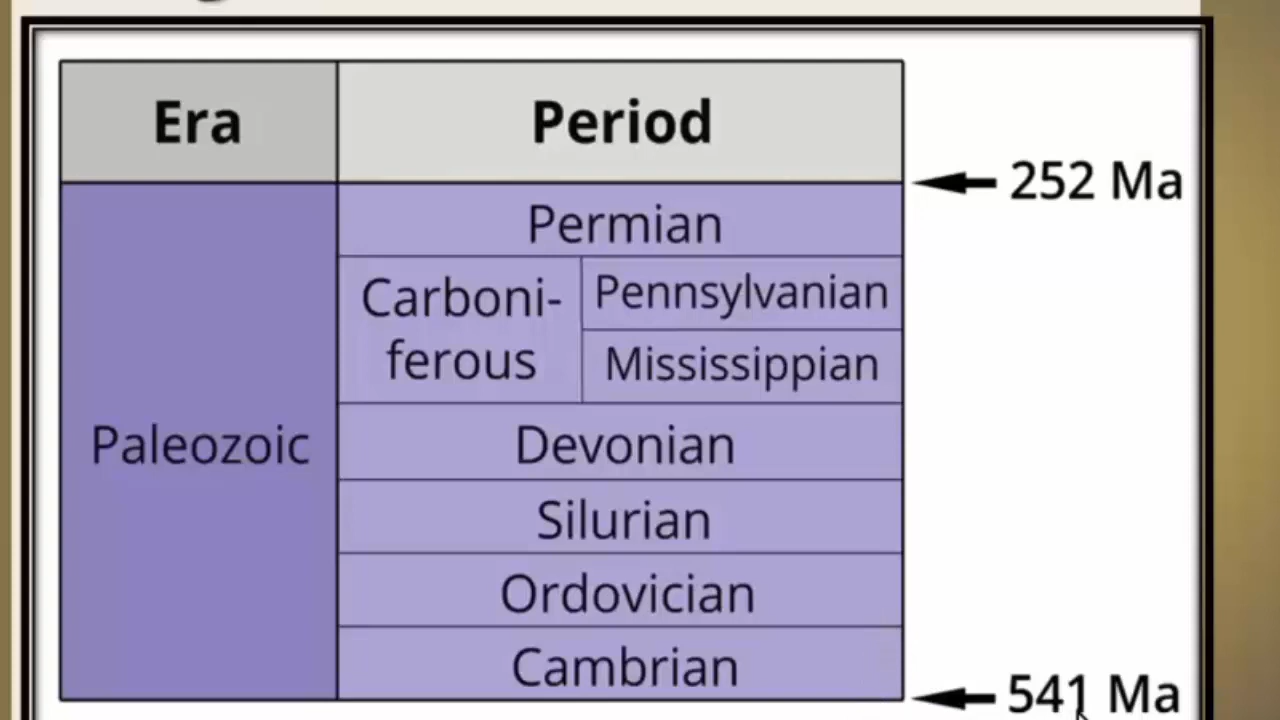 Era
Period
252 Ma
Permian
Carboni-
ferous
Pennsylvanian
Mississippian
Paleozoic
Devonian
Silurian
Ordovician
Cambrian
541 Ma